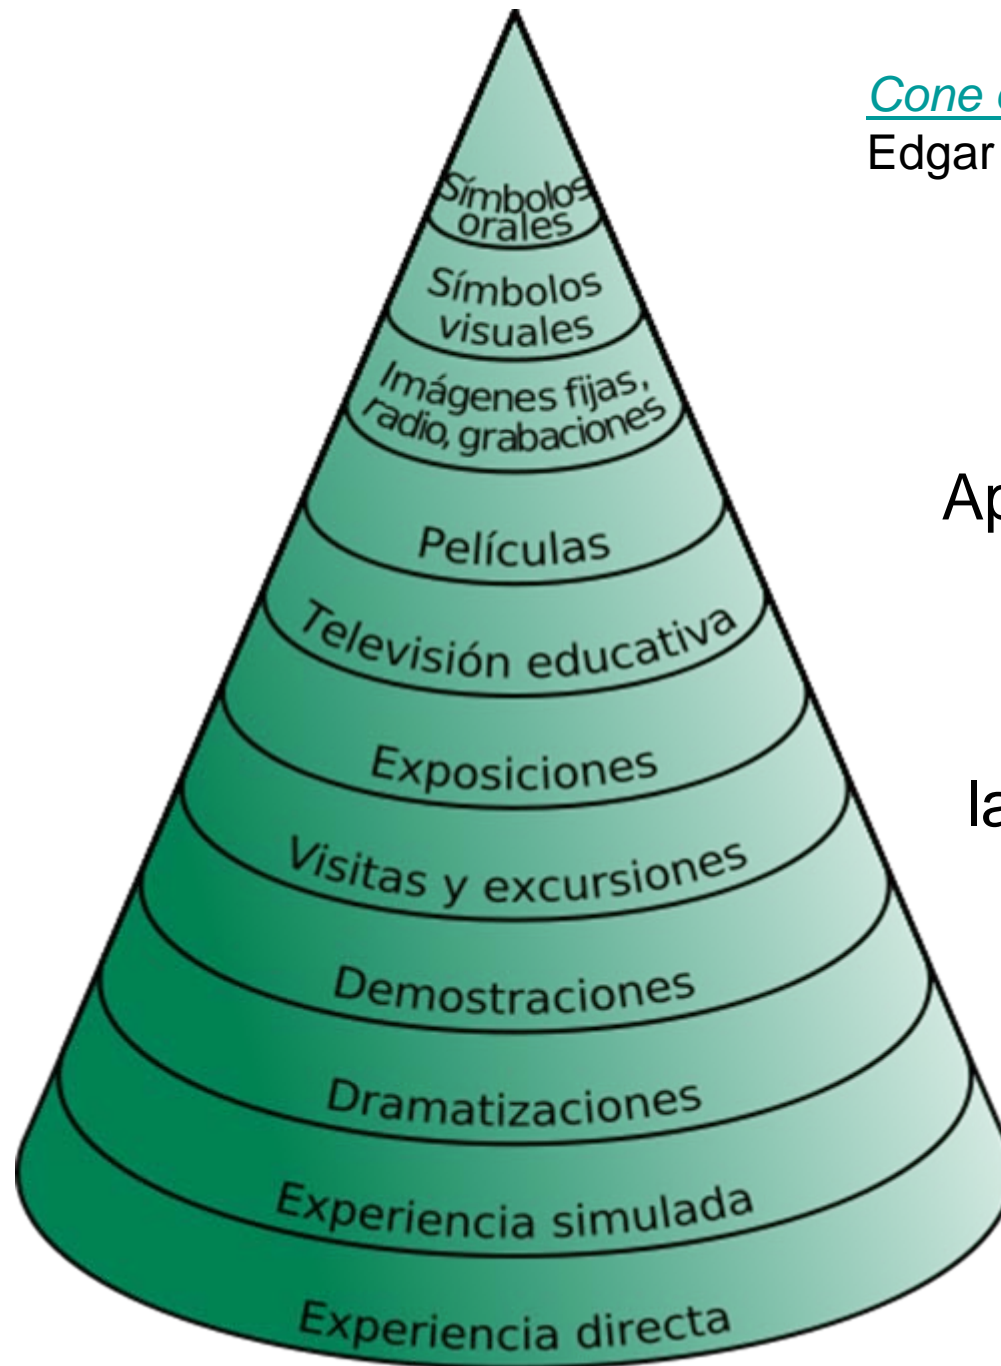 Cone
Edgar
Símbolos
orales
Símbolos
visuales
Imágenes fijas,
radio, grabaciones
Películas
Televisión educativa
Exposiciones
Visitas y excursiones
Demostraciones
Dramatizaciones
Experiencia simulada
Experiencia directa